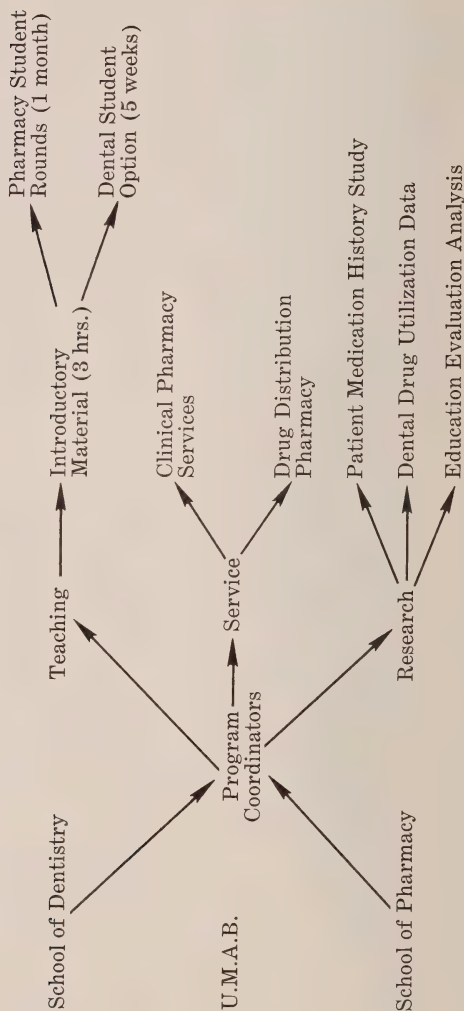 School of Dentistry
U.M.A.B.
School of Pharmacy
Program
Coordinators
Teaching
Service
Research
Introductory
Material (3 hrs.)
Clinical Pharmacy
Services
Drug Distribution
Pharmacy
Patient Medication History Study
Dental Drug Utilization Data
Education Evaluation Analysis
Pharmacy Student
Rounds (1 month)
Dental Student
Option (5 weeks)